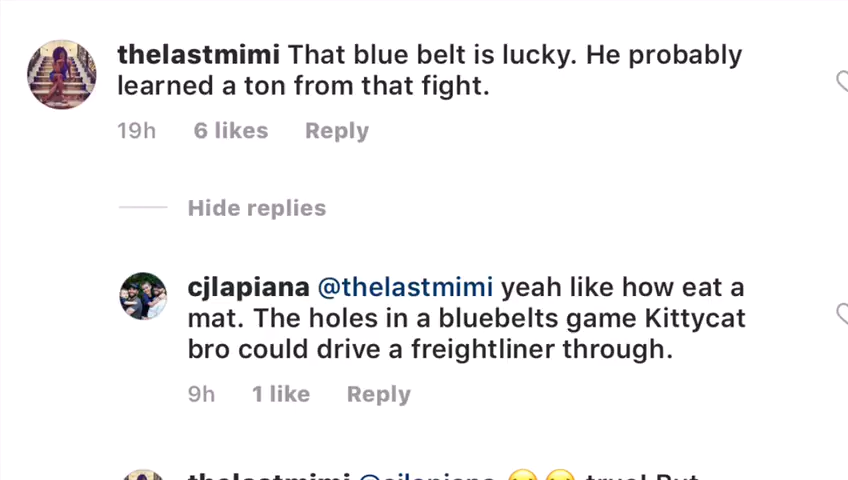 thelastmimi That blue belt is lucky. He probably
learned a ton from that fight.
19h 6 likes Reply
Hide replies
cjlapiana @thelastmimi yeah like how eat a
mat. The holes in a bluebelts game Kittycat
bro could drive a freightliner through.
9h 1 like Reply
thelastmimi @cjlapiana 😂😂 true! But